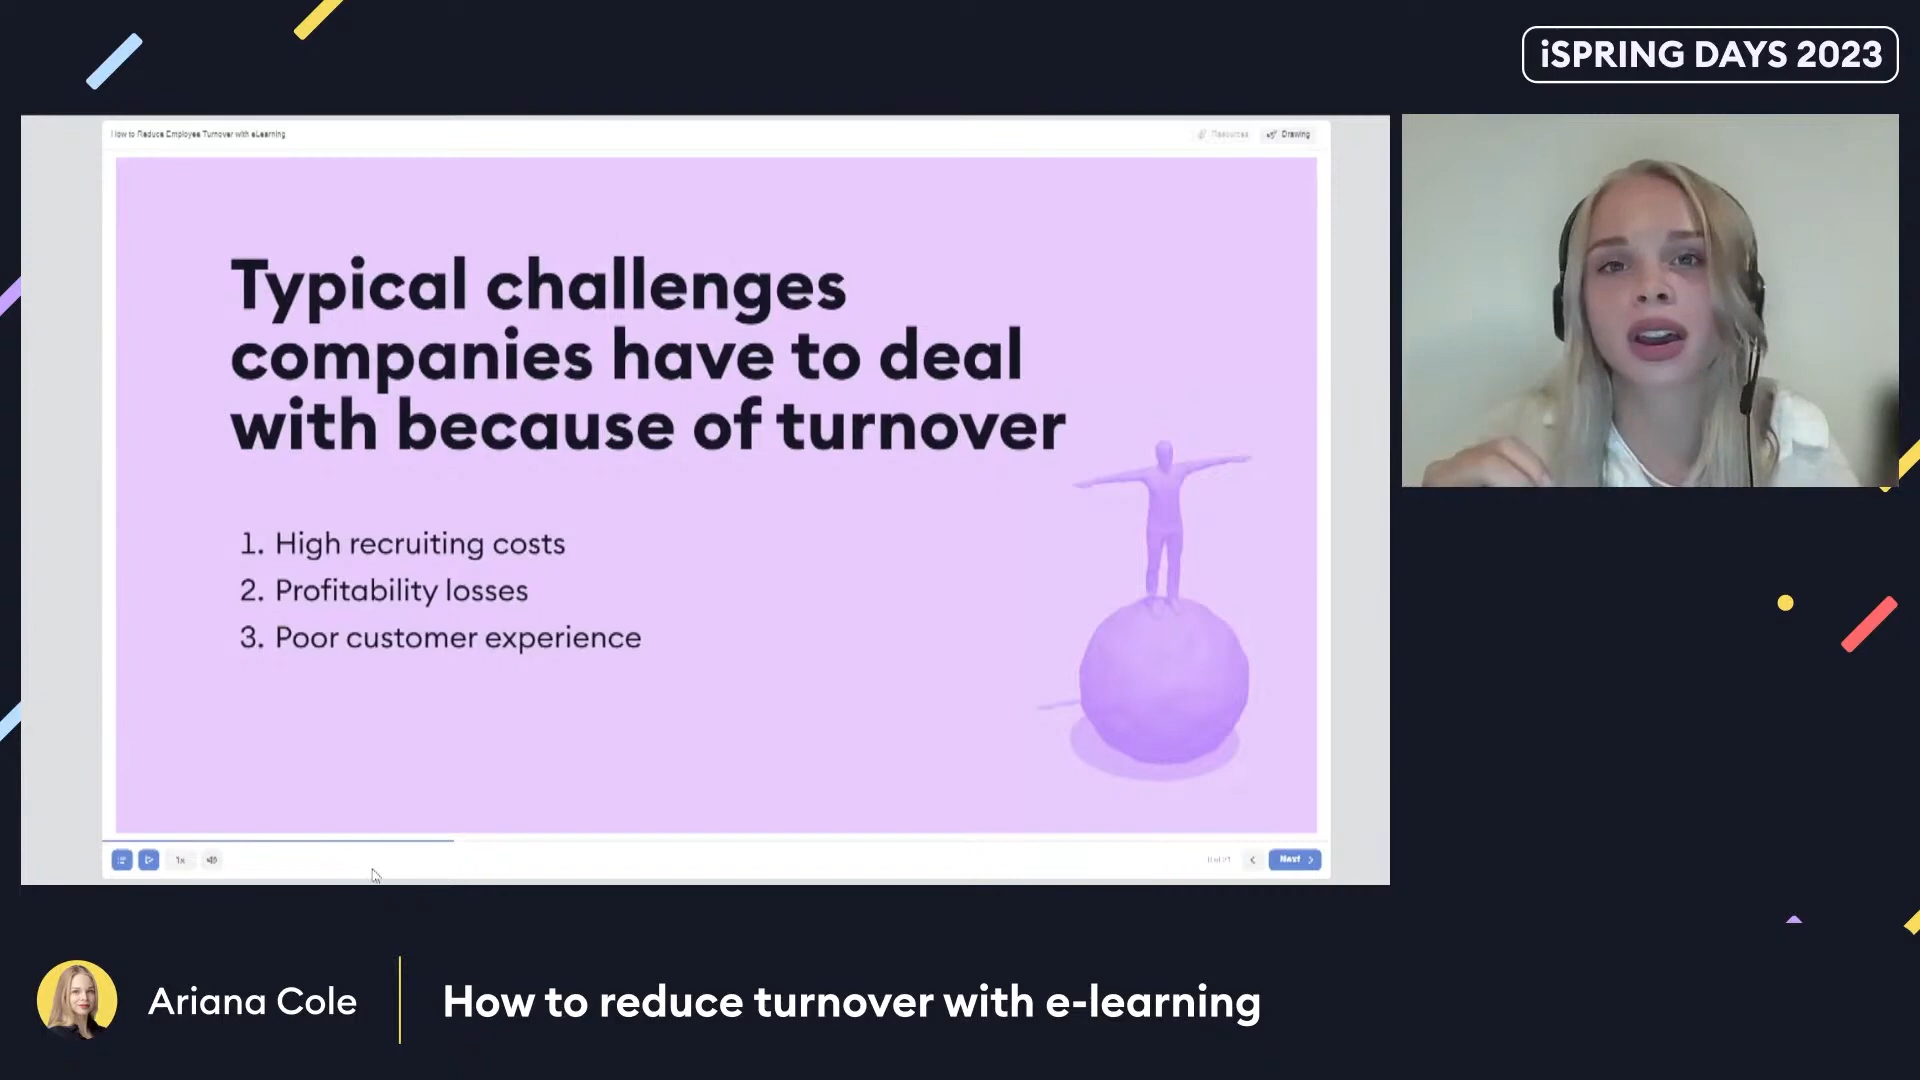 iSPRING DAYS 2023
How to Reduce Employee Turnover with eLearning
Resources
Drawing
Typical challenges
companies have to deal
with because of turnover
1. High recruiting costs
2. Profitability losses
3. Poor customer experience
1x
Next
Ariana Cole
How to reduce turnover with e-learning